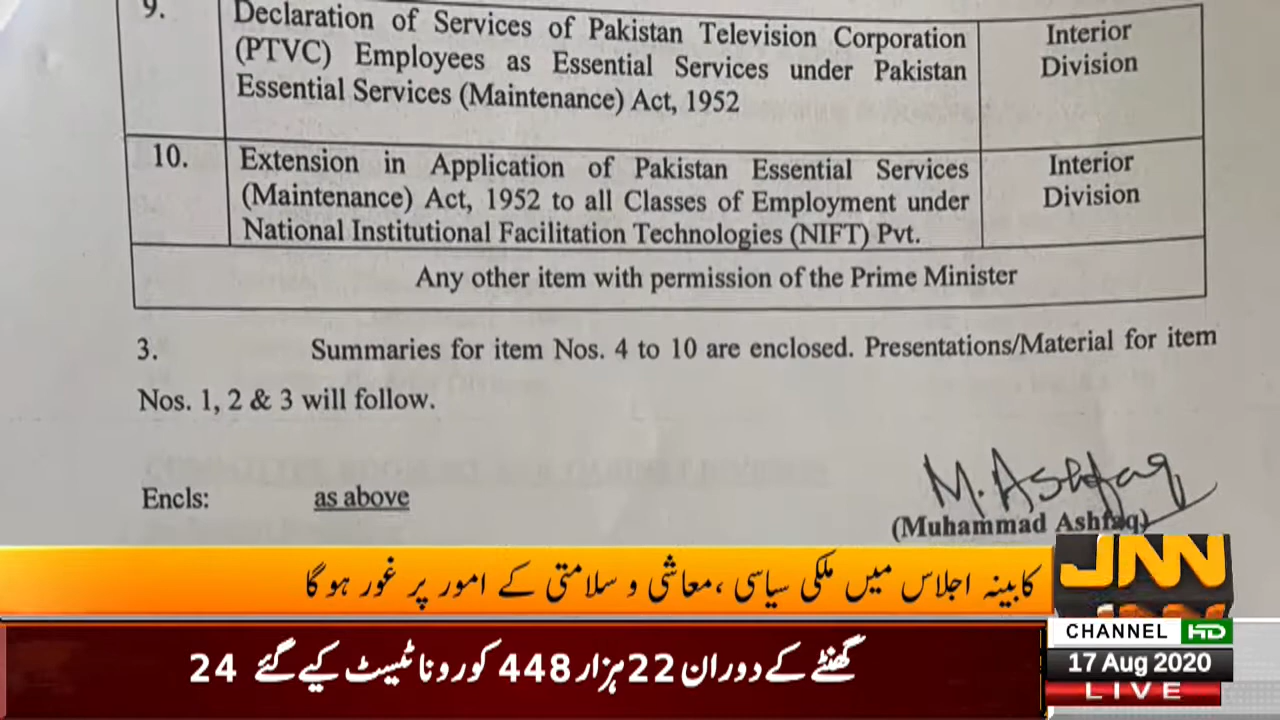 9. Declaration of Services of Pakistan Television Corporation Interior
(PTVC) Employees as Essential Services under Pakistan Division
Essential Services (Maintenance) Act, 1952
10. Extension in Application of Pakistan Essential Services Interior
(Maintenance) Act, 1952 to all Classes of Employment under Division
National Institutional Facilitation Technologies (NIFT) Pvt.
Any other item with permission of the Prime Minister
3. Summaries for item Nos. 4 to 10 are enclosed. Presentations/Material for item
Nos. 1, 2 & 3 will follow.
Encls: as above
M. Ashfaq
(Muhammad Ashfaq)
کابینہ اجلاس میں ملکی سیاسی ،معاشی و سلامتی کے امور پر غور ہوگا
JNN
CHANNEL HD
گھنٹے کے دوران 22 ہزار 448 کورونا ٹیسٹ کیے گئے 24
17 Aug 2020
LIVE